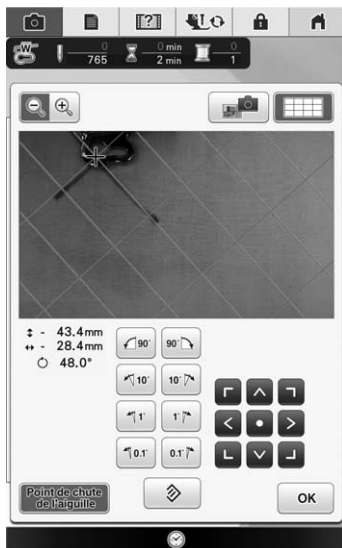 W 0 765 0 min 2 min 0 1
- 43.4mm
- 28.4mm
48.0°
90° 90°
10° 10°
1° 1°
0.1° 0.1°
Point de chute
de l'aiguille
OK